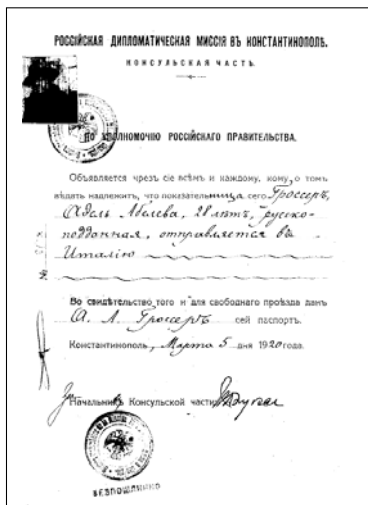 РОССІЙСКАЯ ДИПЛОМАТИЧЕСКАЯ МИССІЯ ВЪ КОНСТАНТИНОПОЛѢ.
КОНСУЛЬСКАЯ ЧАСТЬ.
ПО УПОЛНОМОЧІЮ РОССІЙСКАГО ПРАВИТЕЛЬСТВА.
Объявляется чрезъ сіе всѣмъ и каждому, кому о томъ
вѣдать надлежитъ, что показательница сего Гроссеръ,
Адель Абелева, 28 лѣтъ, русско-
подданная, отправляется въ
Италію
Во свидѣтельство того и для свободнаго проѣзда данъ
А. А. Гроссеръ сей паспортъ.
Константинополь, Марта 5 дня 1920 года.
Начальникъ Консульской части
БЕЗПОШЛИННО